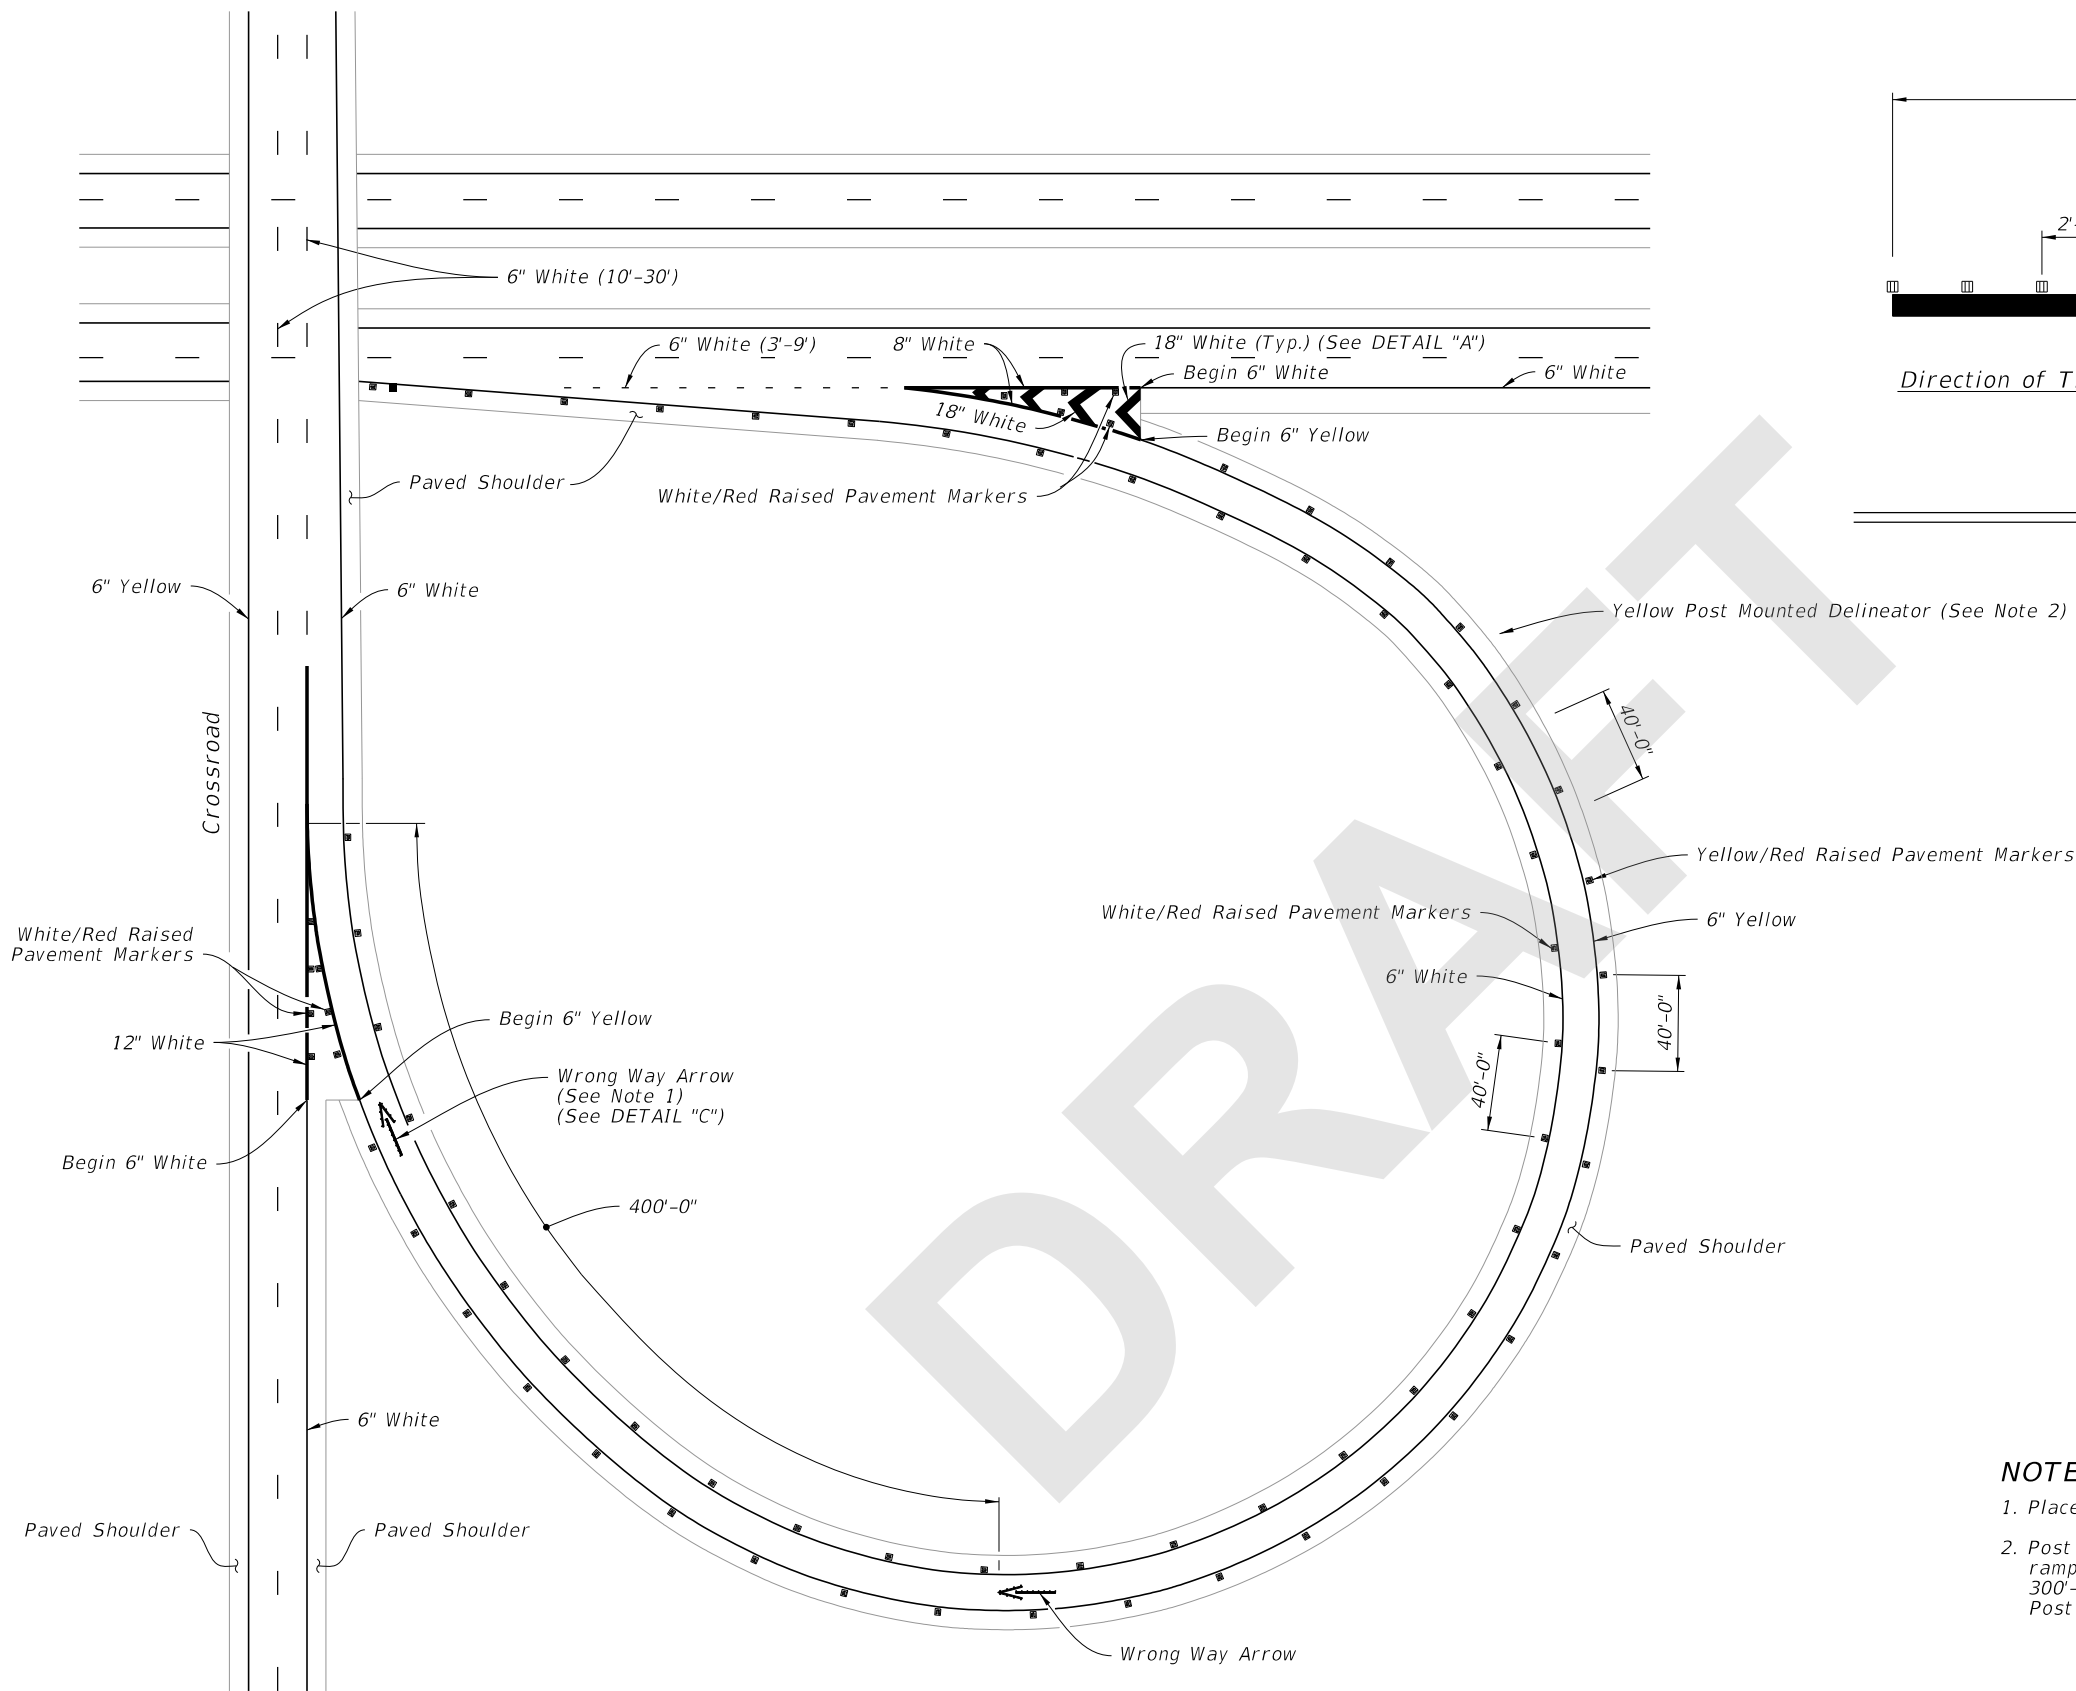 6" White (10'-30')
6" White (3'-9')
8" White
18" White (Typ.) (See DETAIL "A")
Begin 6" White
6" White
18" White
Begin 6" Yellow
Paved Shoulder
White/Red Raised Pavement Markers
6" Yellow
6" White
Yellow Post Mounted Delineator (See Note 2)
40'-0"
Crossroad
Yellow/Red Raised Pavement Markers
White/Red Raised Pavement Markers
6" Yellow
6" White
40'-0"
40'-0"
White/Red Raised
Pavement Markers
12" White
Begin 6" Yellow
Wrong Way Arrow
(See Note 1)
(See DETAIL "C")
Begin 6" White
400'-0"
Paved Shoulder
6" White
Paved Shoulder
Paved Shoulder
Wrong Way Arrow
DRAFT
2'-
Direction of T
NOTE
1. Place
2. Post
ramp
300'-
Post